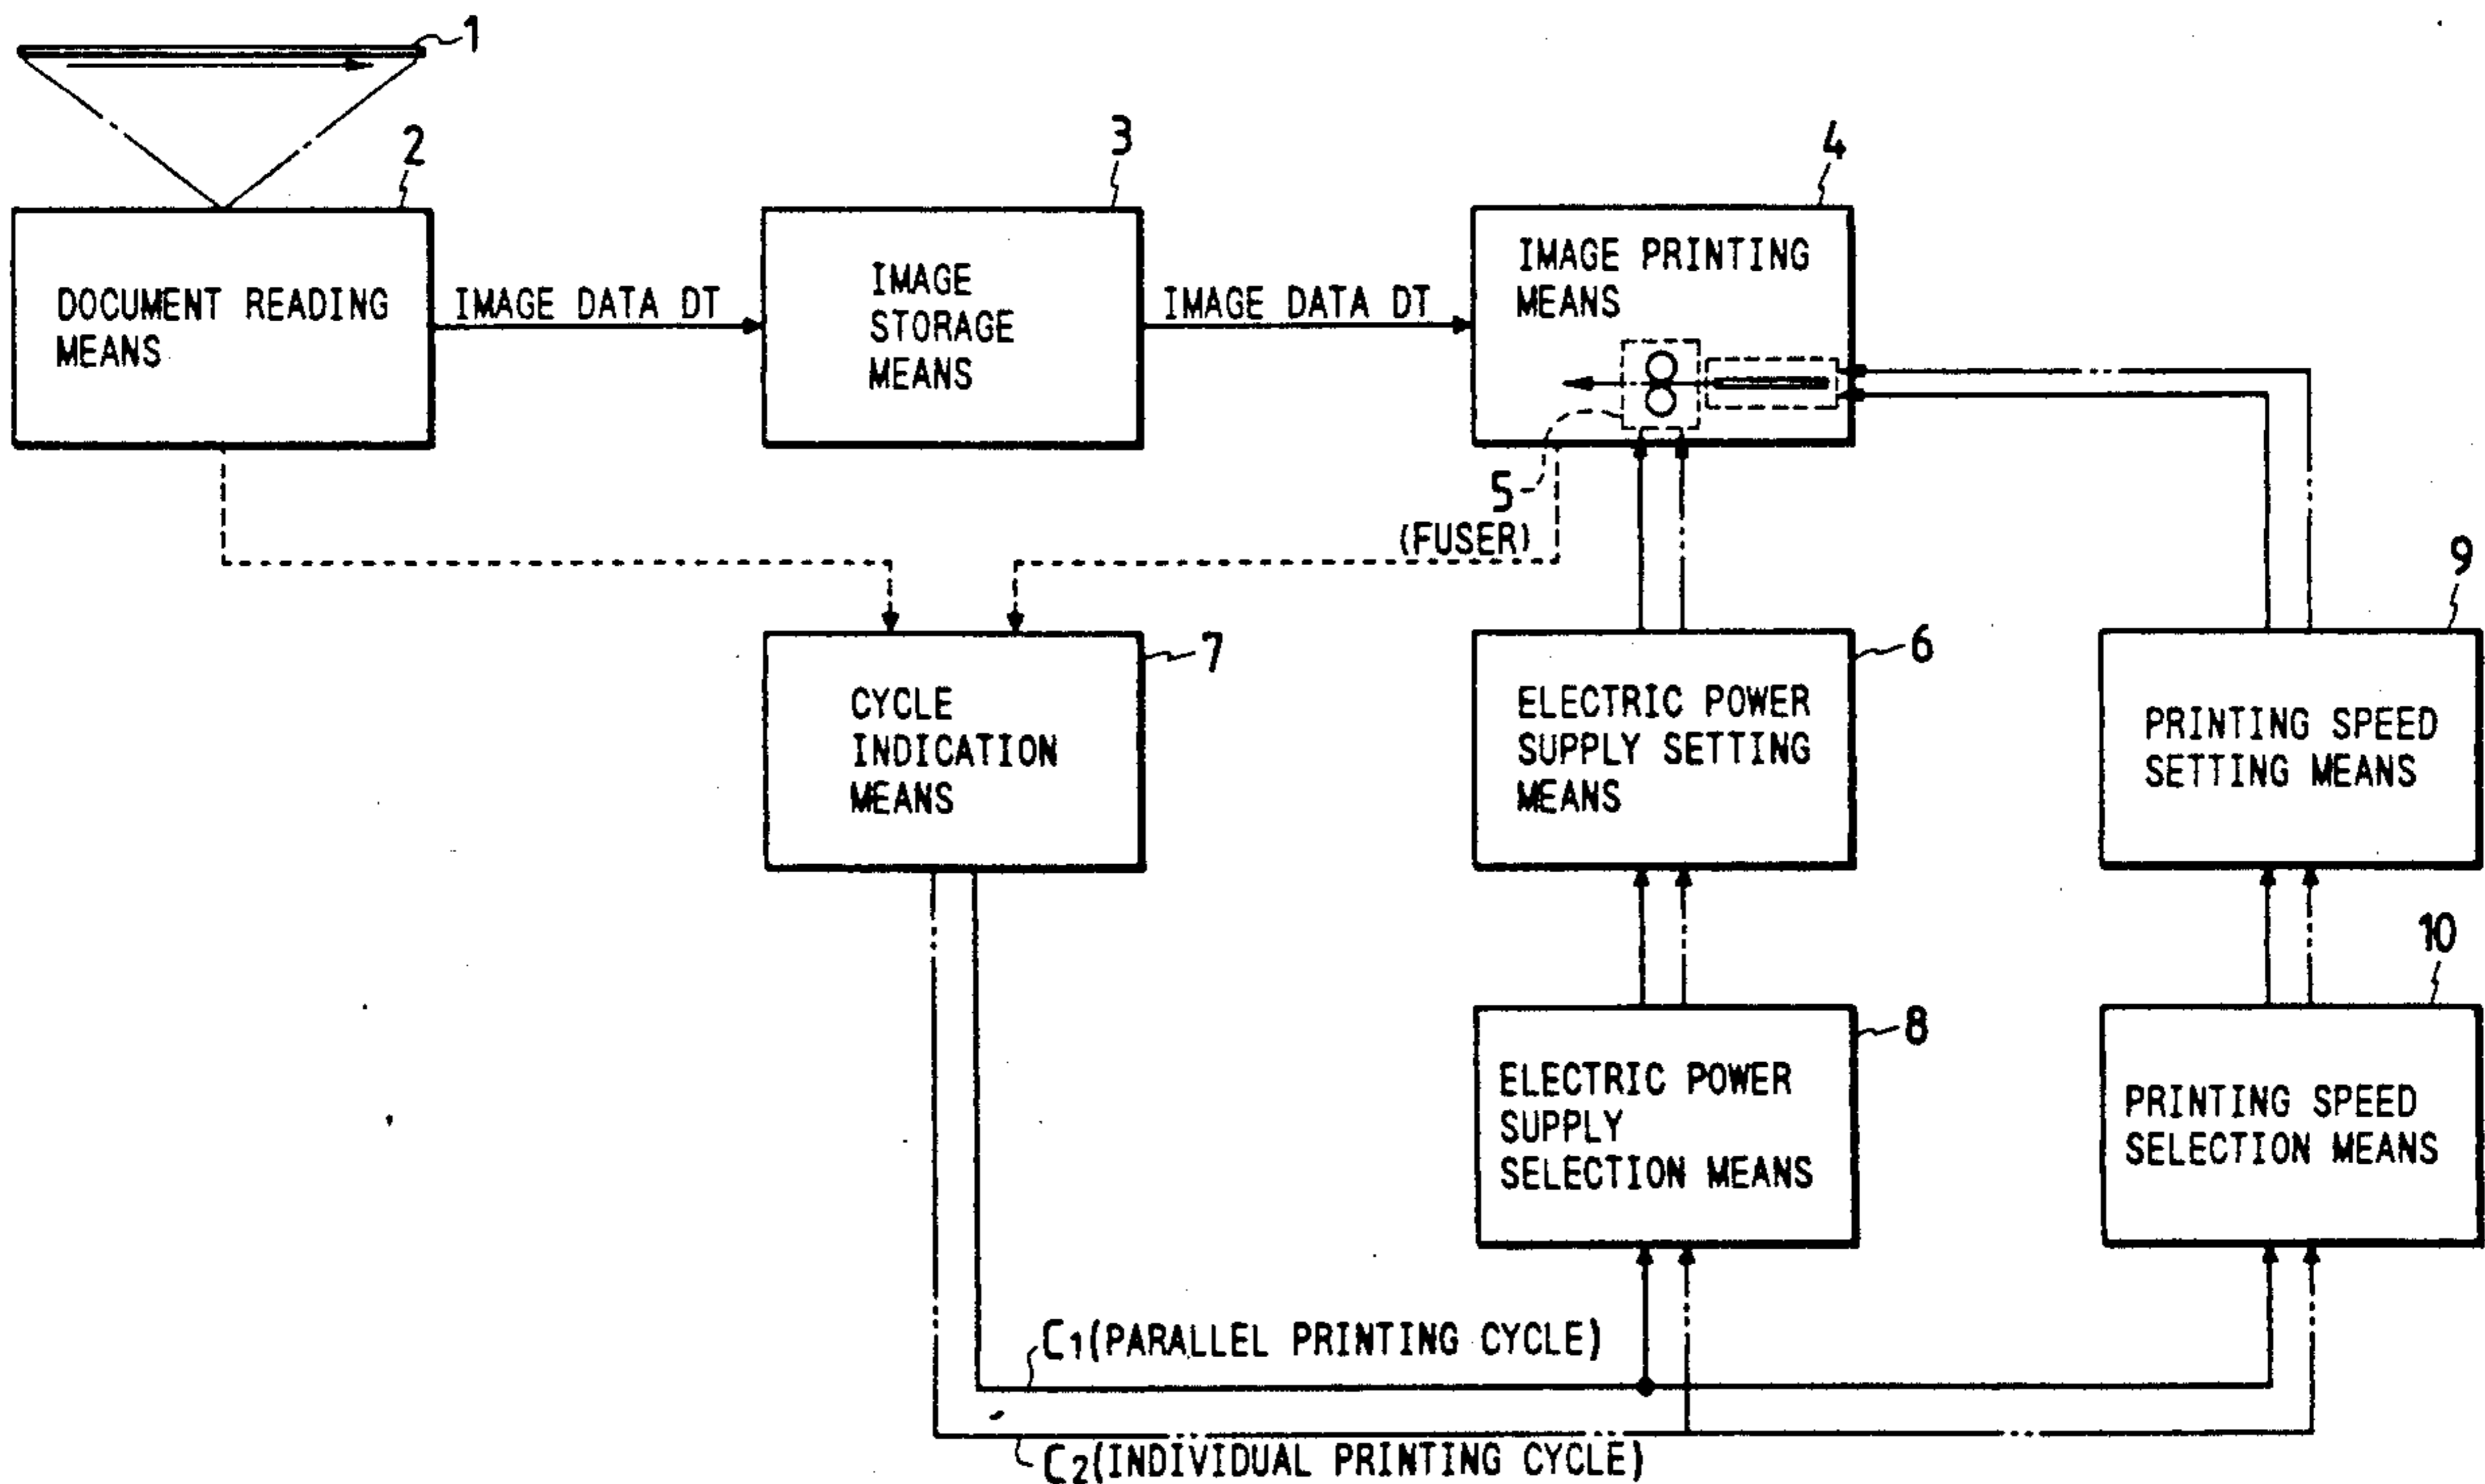 1
2
3
4
DOCUMENT READING
MEANS
IMAGE DATA DT
IMAGE
STORAGE
MEANS
IMAGE DATA DT
IMAGE PRINTING
MEANS
5
(FUSER)
7
6
9
CYCLE
INDICATION
MEANS
ELECTRIC POWER
SUPPLY SETTING
MEANS
PRINTING SPEED
SETTING MEANS
8
10
ELECTRIC POWER
SUPPLY
SELECTION MEANS
PRINTING SPEED
SELECTION MEANS
C1(PARALLEL PRINTING CYCLE)
C2(INDIVIDUAL PRINTING CYCLE)